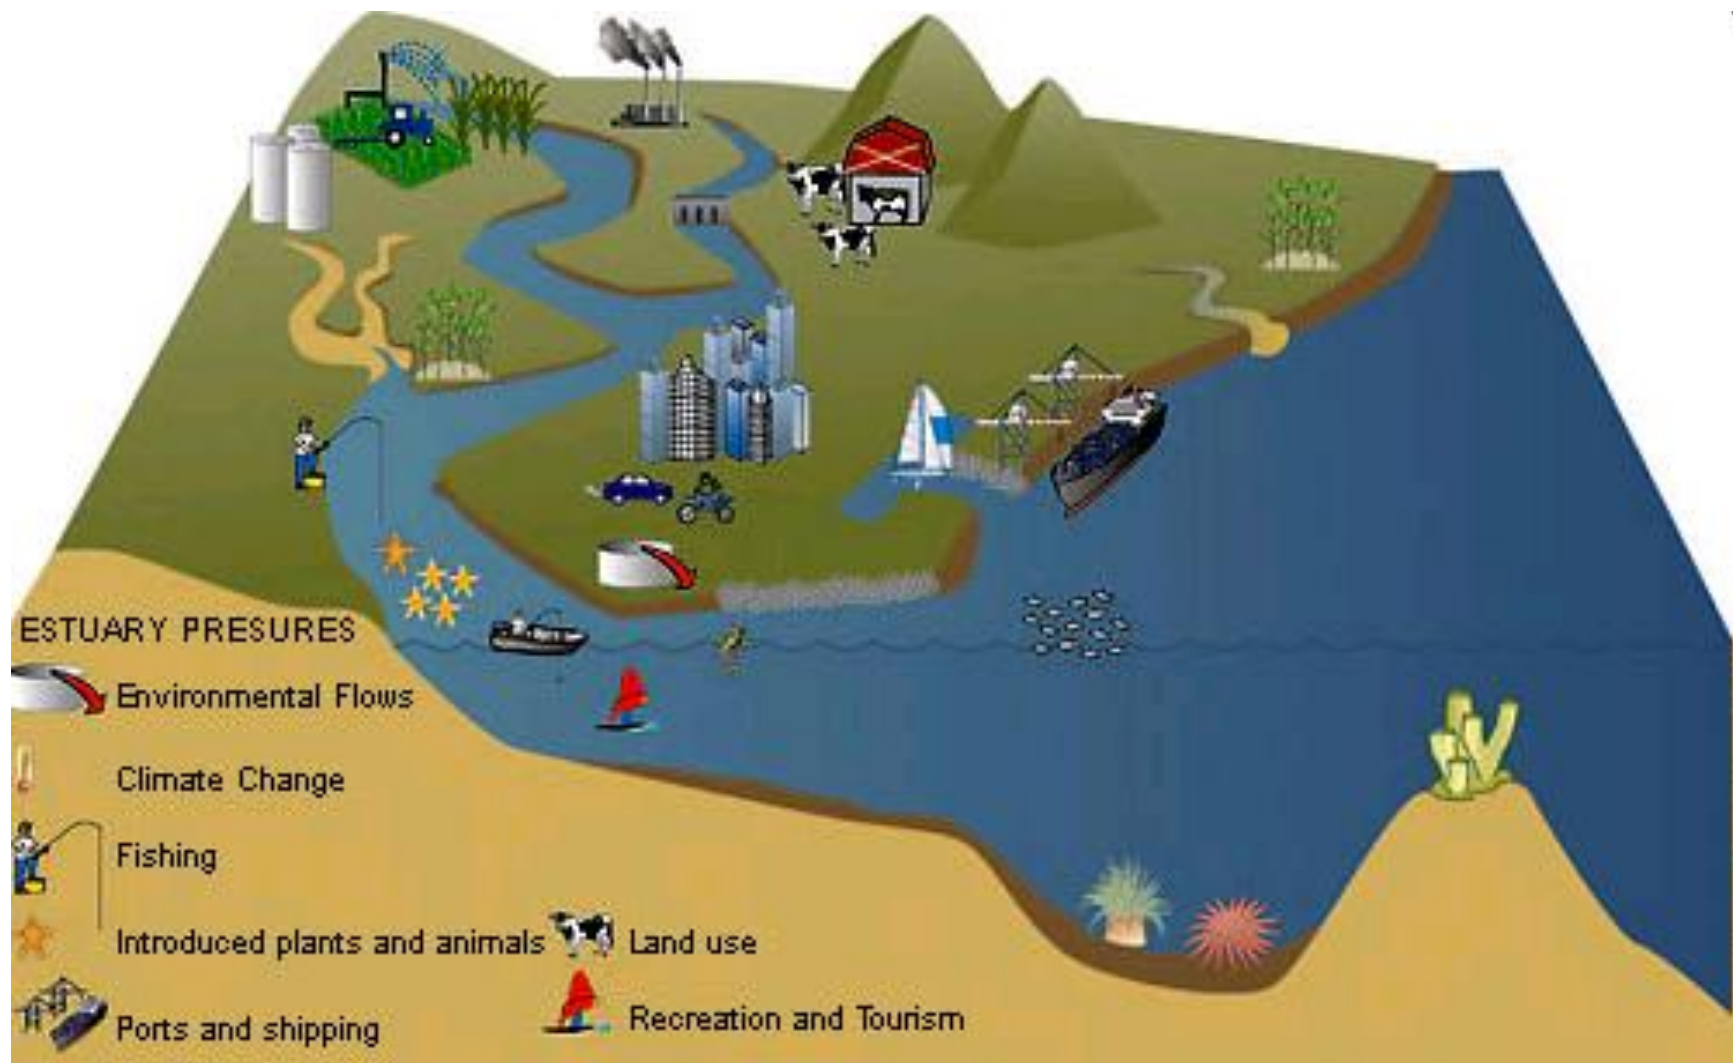 ESTUARY PRESURES
Environmental Flows
Climate Change
Fishing
Introduced plants and animals
Land use
Ports and shipping
Recreation and Tourism